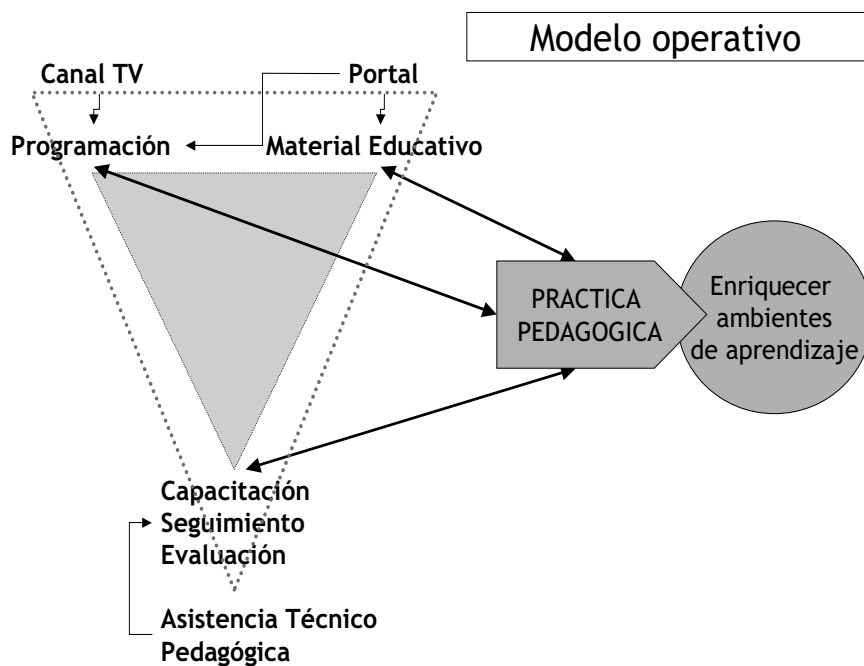 Modelo operativo
Canal TV
Portal
Programación
Material Educativo
PRACTICA
PEDAGOGICA
Enriquecer
ambientes
de aprendizaje.
Capacitación
Seguimiento
Evaluación
Asistencia Técnico
Pedagógica